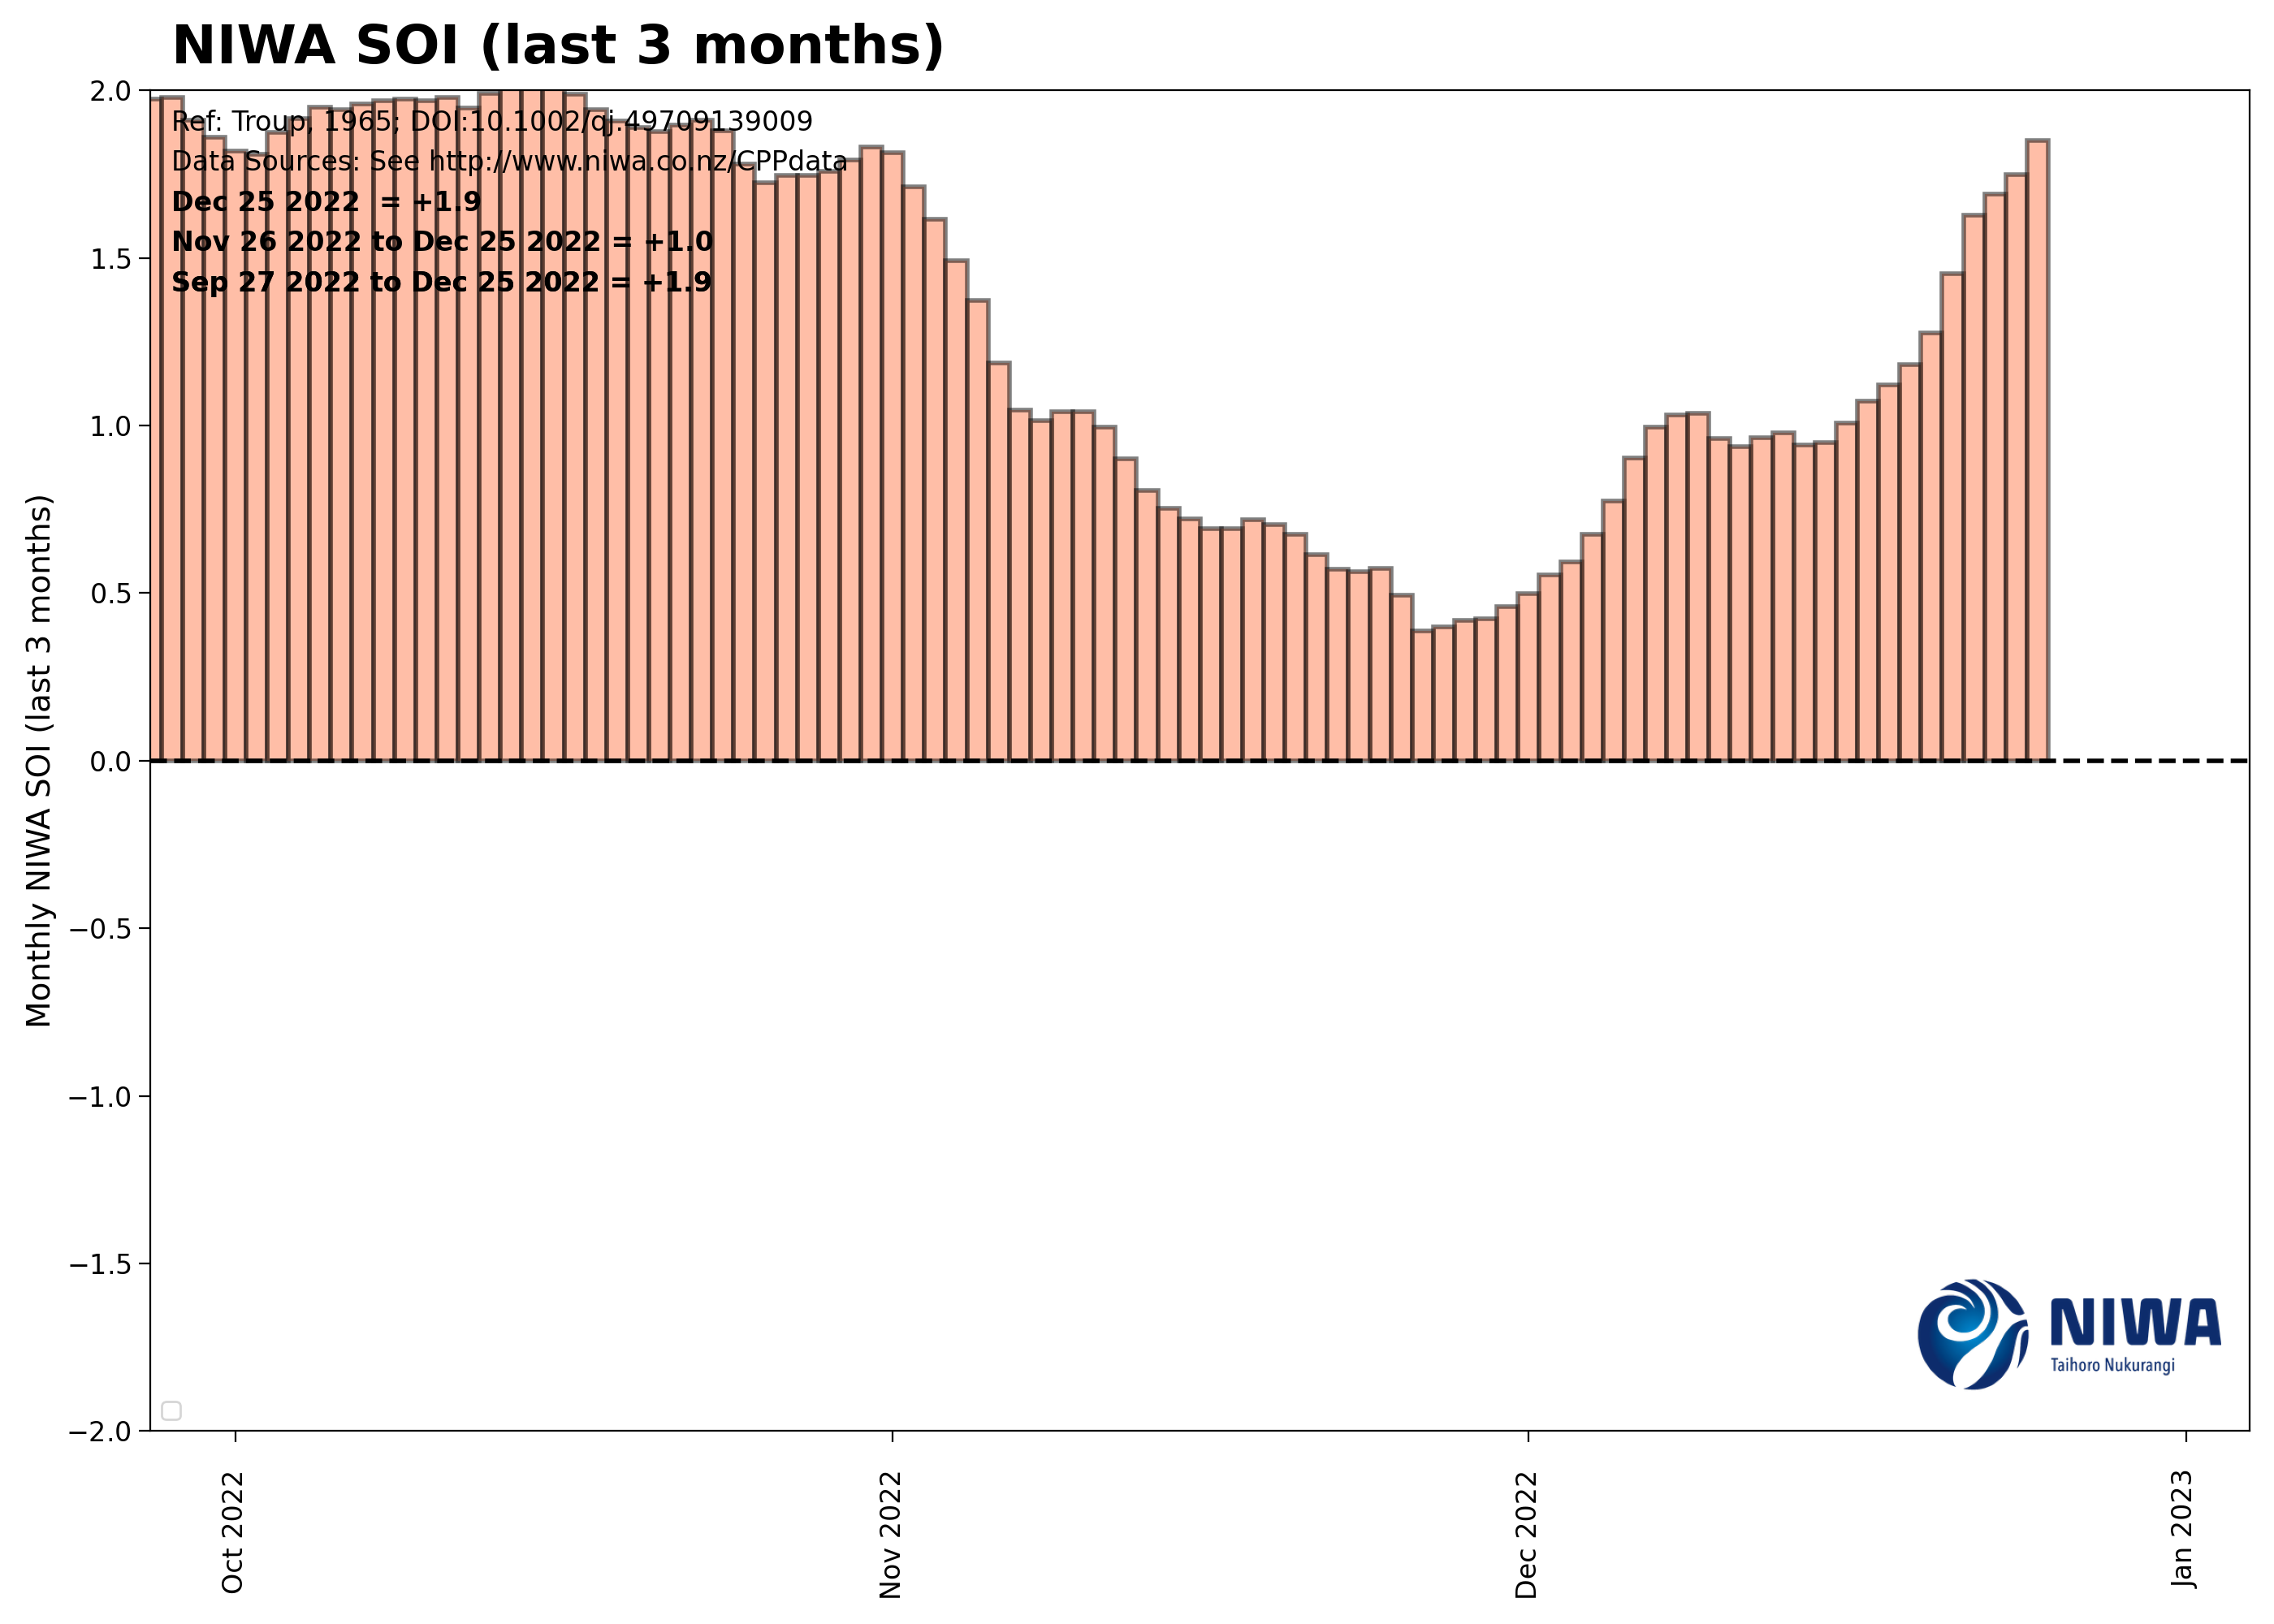 NIWA SOI (last 3 months)
2.0
1.5
1.0
0.5
0.0
−0.5
−1.0
−1.5
−2.0
Monthly NIWA SOI (last 3 months)
Ref: Troup, 1965; DOI:10.1002/qj.49709139009
Data Sources: See http://www.niwa.co.nz/CPPdata
Dec 25 2022  = +1.9
Nov 26 2022 to Dec 25 2022 = +1.0
Sep 27 2022 to Dec 25 2022 = +1.9
NIWA
Taihoro Nukurangi
Oct 2022
Nov 2022
Dec 2022
Jan 2023